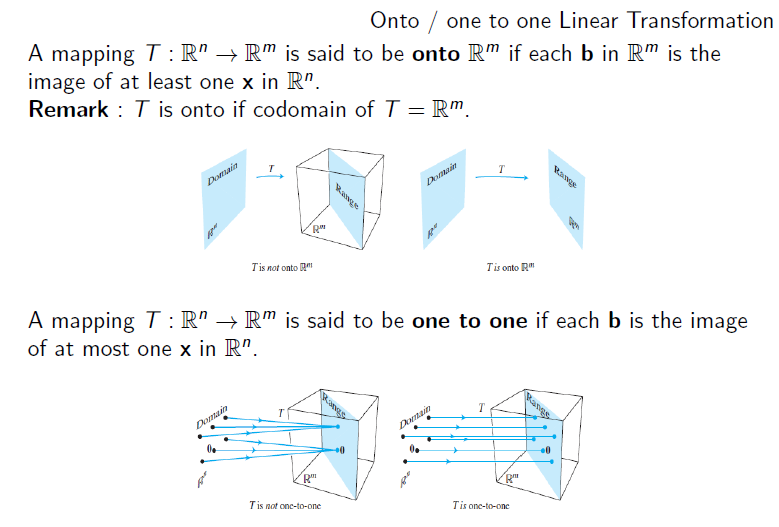 Onto / one to one Linear Transformation
A mapping T : ℝⁿ → ℝᵐ is said to be onto ℝᵐ if each b in ℝᵐ is the
image of at least one x in ℝⁿ.
Remark : T is onto if codomain of T = ℝᵐ.
Domain
T
Range
ℝⁿ
ℝᵐ
T is not onto ℝᵐ
Domain
T
Range
ℝⁿ
ℝᵐ
T is onto ℝᵐ
A mapping T : ℝⁿ → ℝᵐ is said to be one to one if each b is the image
of at most one x in ℝⁿ.
Domain
T
Range
0
0
ℝⁿ
ℝᵐ
T is not one-to-one
Domain
T
Range
0
0
ℝⁿ
ℝᵐ
T is one-to-one